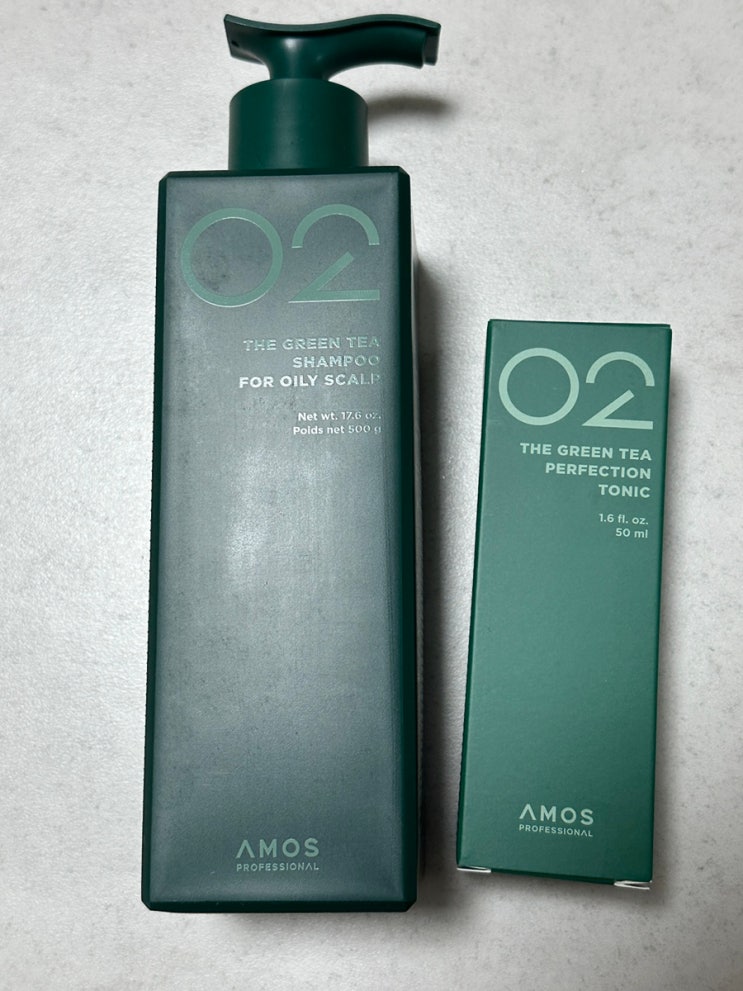 02
THE GREEN TEA
SHAMPOO
FOR OILY SCALP
Net wt. 17.6 oz.
Poids net 500 g
AMOS
PROFESSIONAL
02
THE GREEN TEA
PERFECTION
TONIC
1.6 fl. oz.
50 ml
AMOS
PROFESSIONAL